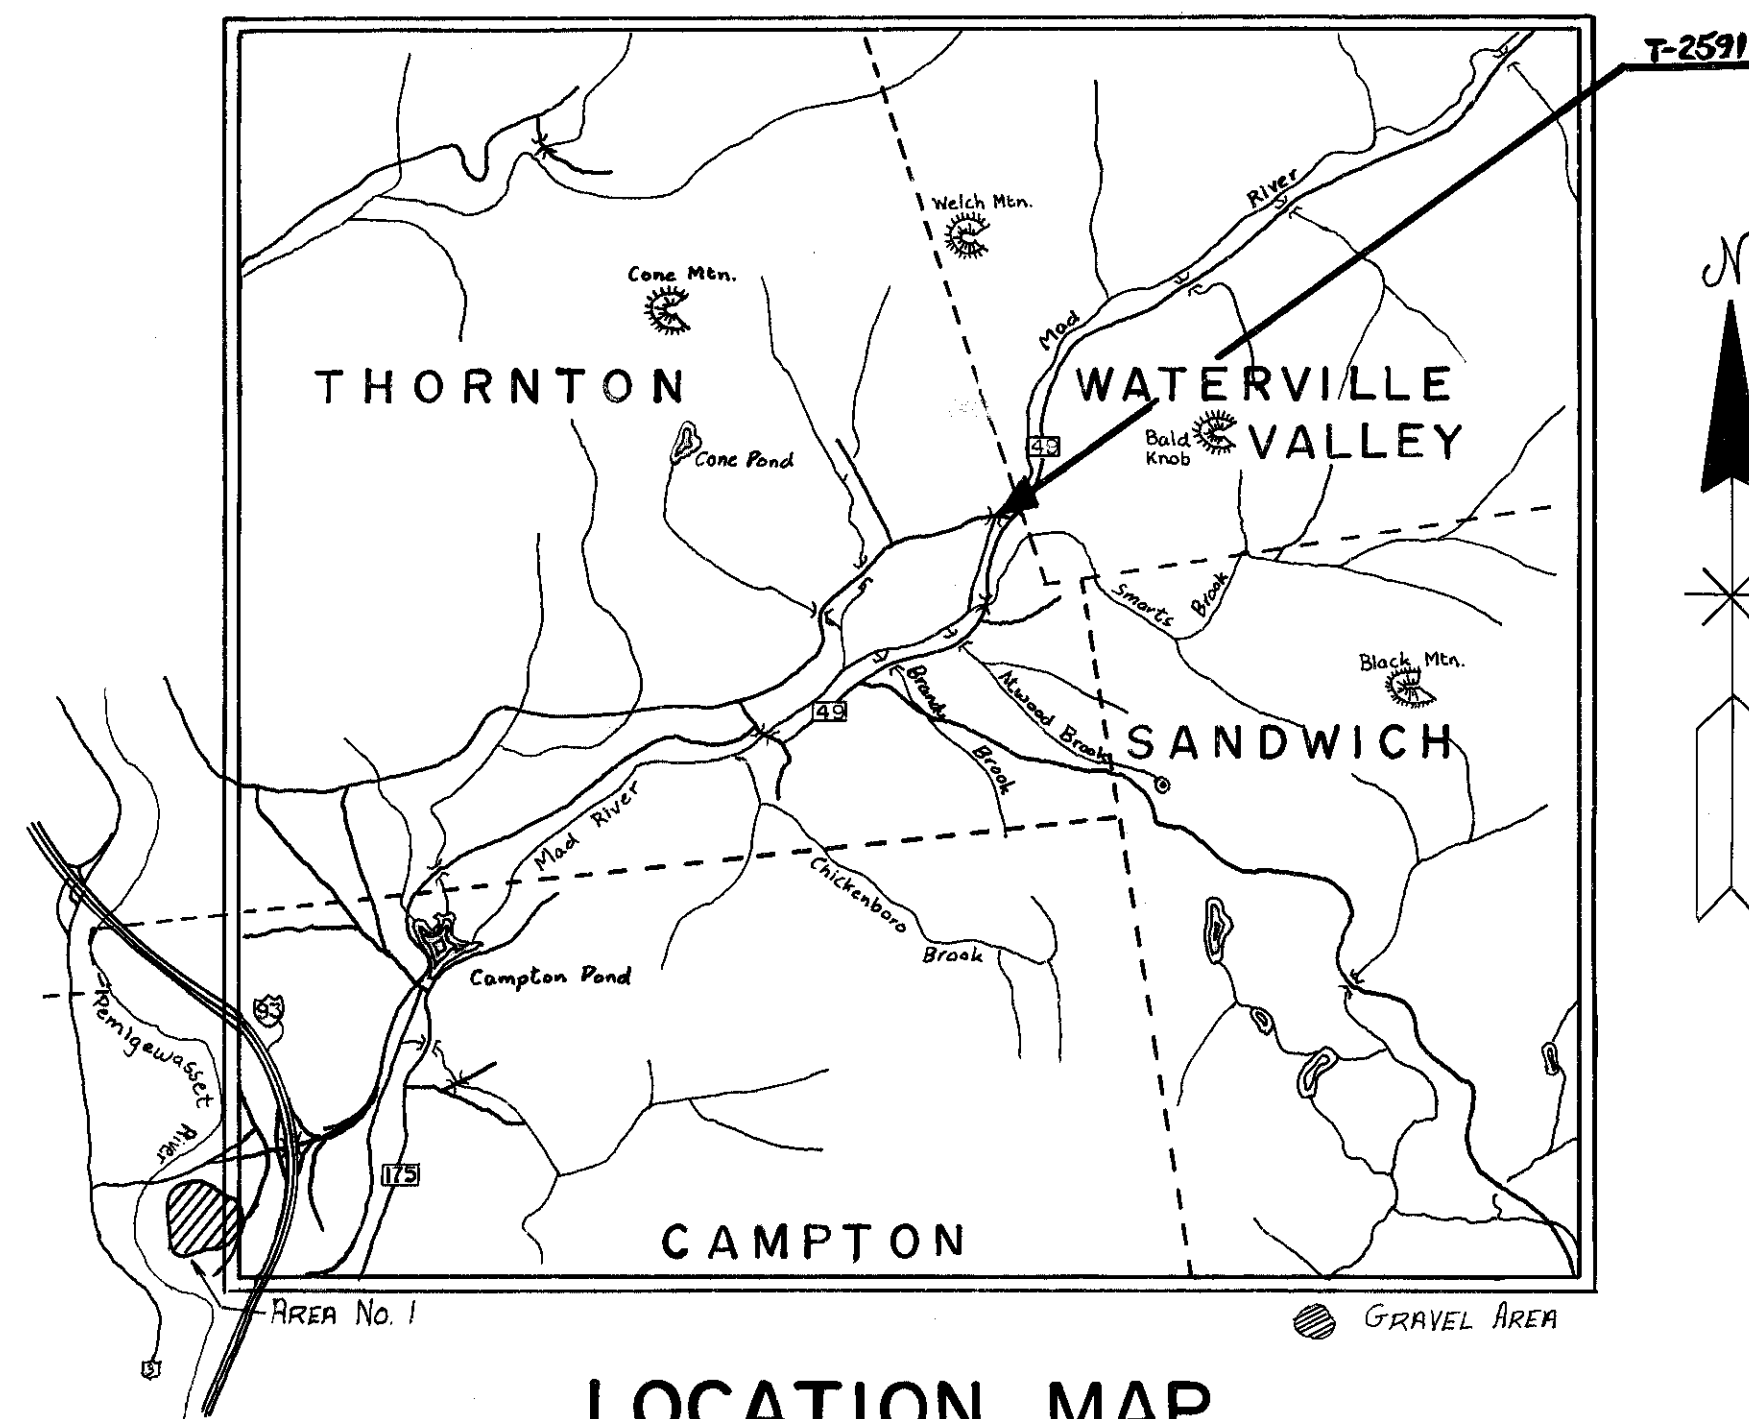 T-2591
River
Welch Mtn.
N
Cone Mtn.
Mad
THORNTON
WATERVILLE
VALLEY
49
Bald
Knob
Cone Pond
Smarts
Brook
Black Mtn.
Brandy
Brook
Atwood Brook
49
SANDWICH
Mad River
Chickenboro
Brook
Campton Pond
93
Pemigewasset
River
175
CAMPTON
AREA NO. 1
GRAVEL AREA
3
LOCATION MAP